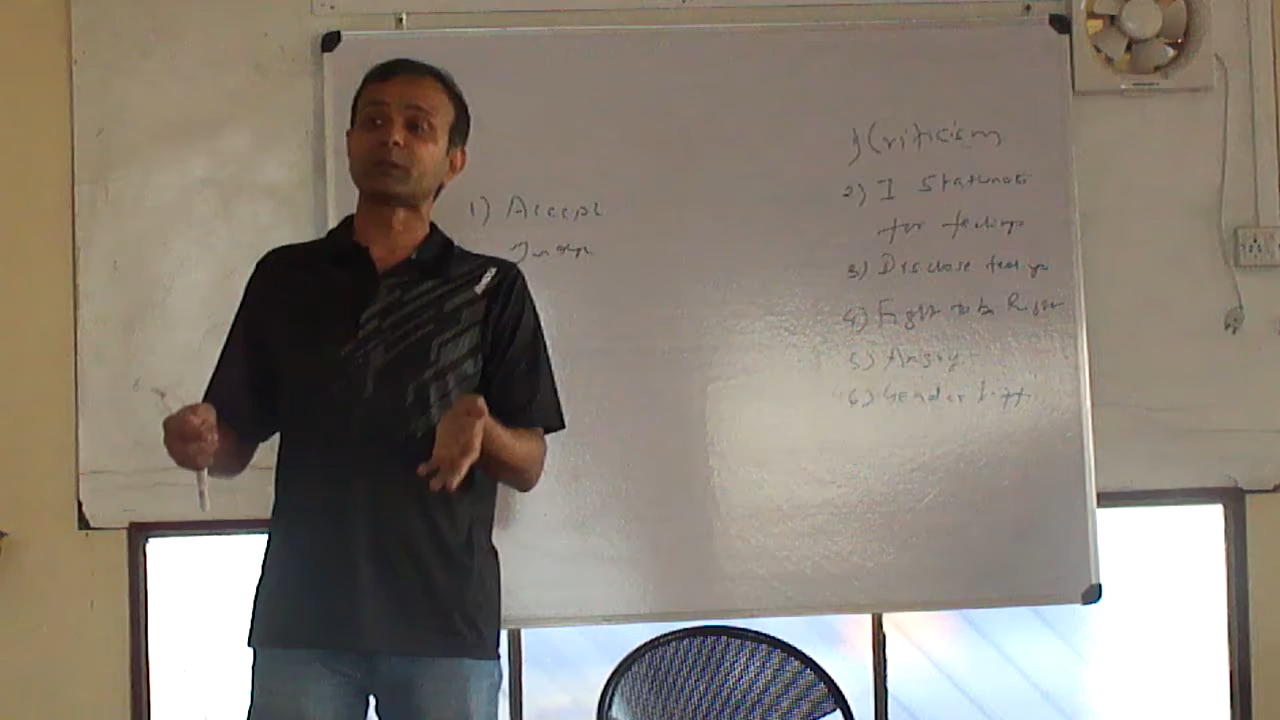 1) Accept
1) Criticism
2) I Statements
for feelings
3) Disclose
4) Fight to be Right
5) Angry
6) Gender Diff